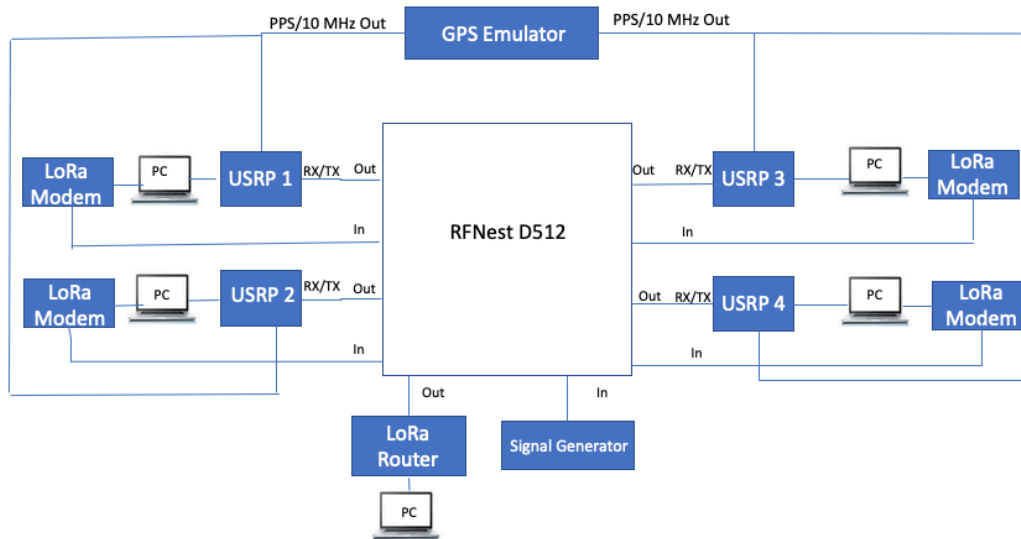 PPS/10 MHz Out
GPS Emulator
PPS/10 MHz Out
LoRa
Modem
PC
USRP 1
RX/TX
Out
Out
RX/TX
USRP 3
PC
LoRa
Modem
In
RFNest D512
In
LoRa
Modem
PC
USRP 2
RX/TX
Out
Out
RX/TX
USRP 4
PC
LoRa
Modem
In
In
Out
In
LoRa
Router
Signal Generator
PC